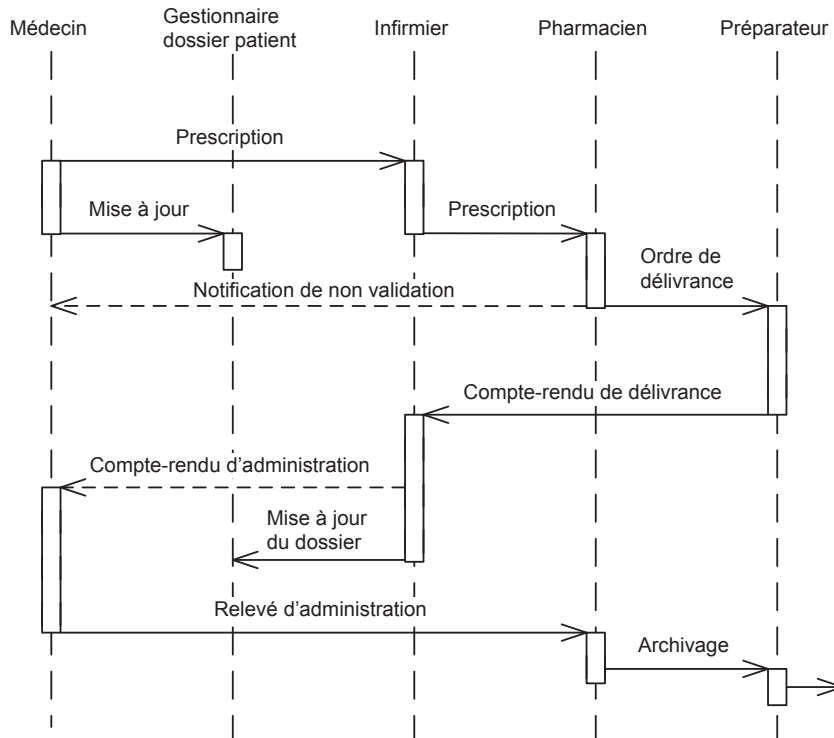 Médecin
Gestionnaire
dossier patient
Infirmier
Pharmacien
Préparateur
Prescription
Mise à jour
Prescription
Ordre de
délivrance
Notification de non validation
Compte-rendu de délivrance
Compte-rendu d’administration
Mise à jour
du dossier
Relevé d’administration
Archivage